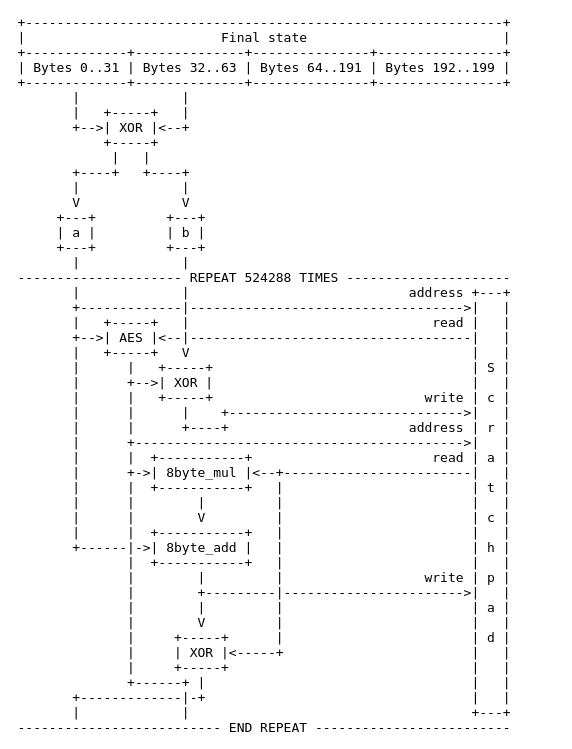 +-------------------------------------------------------------+
|                         Final state                         |
+-------------+--------------+---------------+----------------+
| Bytes 0..31 | Bytes 32..63 | Bytes 64..191 | Bytes 192..199 |
+-------------+--------------+---------------+----------------+
       |             |
       |   +-----+   |
       +-->| XOR |<--+
           +-----+
            |   |
       +----+   +----+
       |             |
       V             V
     +---+         +---+
     | a |         | b |
     +---+         +---+
       |             |
--------------------- REPEAT 524288 TIMES ---------------------
       |             |                            address +---+
       +-------------|----------------------------------->|   |
       |   +-----+   |                               read |   |
       +-->| AES |<--|------------------------------------|   |
       |   +-----+   V                                    |   |
       |      |   +-----+                                 | S |
       |      +-->| XOR |                                 |   |
       |      |   +-----+                           write | c |
       |      |      |    +------------------------------>|   |
       |      |      +----+                       address | r |
       |      +------------------------------------------>|   |
       |      |  +-----------+                       read | a |
       |      +->| 8byte_mul |<--+------------------------|   |
       |      |  +-----------+   |                        | t |
       |      |        |         |                        |   |
       |      |        V         |                        | c |
       |      |  +-----------+   |                        |   |
       +------|->| 8byte_add |   |                        | h |
              |  +-----------+   |                        |   |
              |        |         |                  write | p |
              |        +---------|----------------------->|   |
              |        |         |                        | a |
              |        V         |                        |   |
              |     +-----+      |                        | d |
              |     | XOR |<-----+                        |   |
              |     +-----+                               |   |
              +------+ |                                  |   |
       +-------------|-+                                  |   |
       |             |                                    +---+
-------------------------- END REPEAT -------------------------